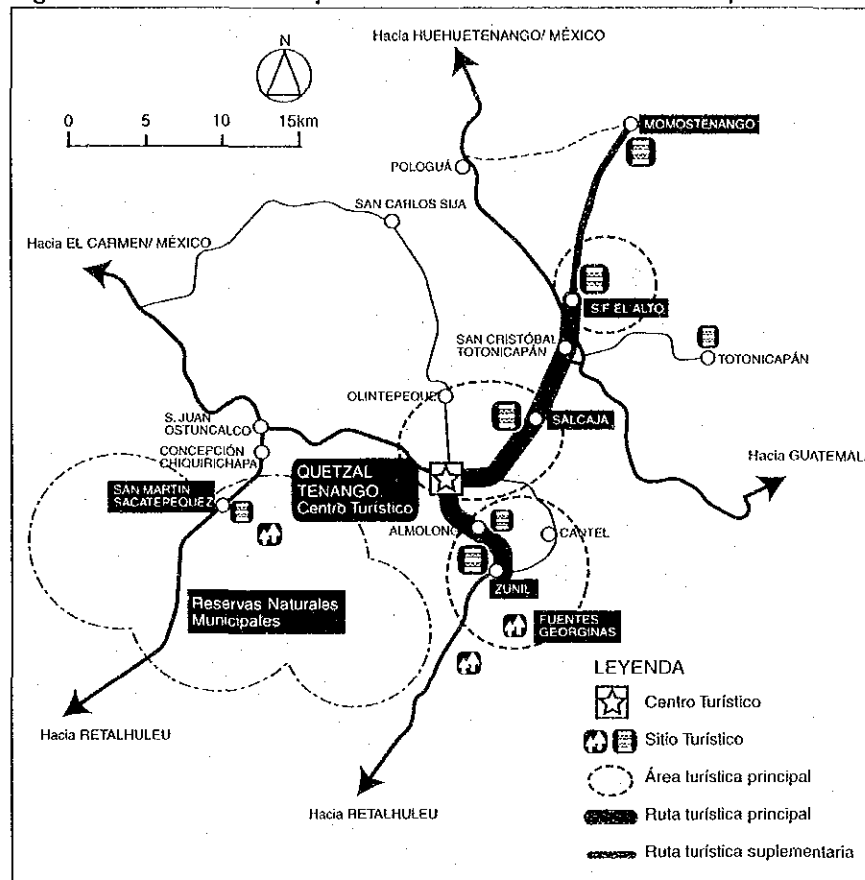 Hacia HUEHUETENANGO/ MÉXICO
N
0 5 10 15km
MOMOSTENANGO
POLOGUÁ
SAN CARLOS SIJA
Hacia EL CARMEN/ MÉXICO
S.F. EL ALTO
SAN CRISTÓBAL
TOTONICAPÁN
TOTONICAPÁN
OLINTEPEQUE
SALCAJA
S. JUAN
OSTUNCALCO
CONCEPCIÓN
CHIQUIRICHAPA
Hacia GUATEMAL
QUETZAL
TENANGO
Centro Turístico
SAN MARTIN
SACATEPEQUEZ
ALMOLONG
CANTEL
ZUNIL
Reservas Naturales
Municipales
FUENTES
GEORGINAS
LEYENDA
Centro Turístico
Sitio Turístico
Área turística principal
Ruta turística principal
Ruta turística suplementaria
Hacia RETALHULEU
Hacia RETALHULEU